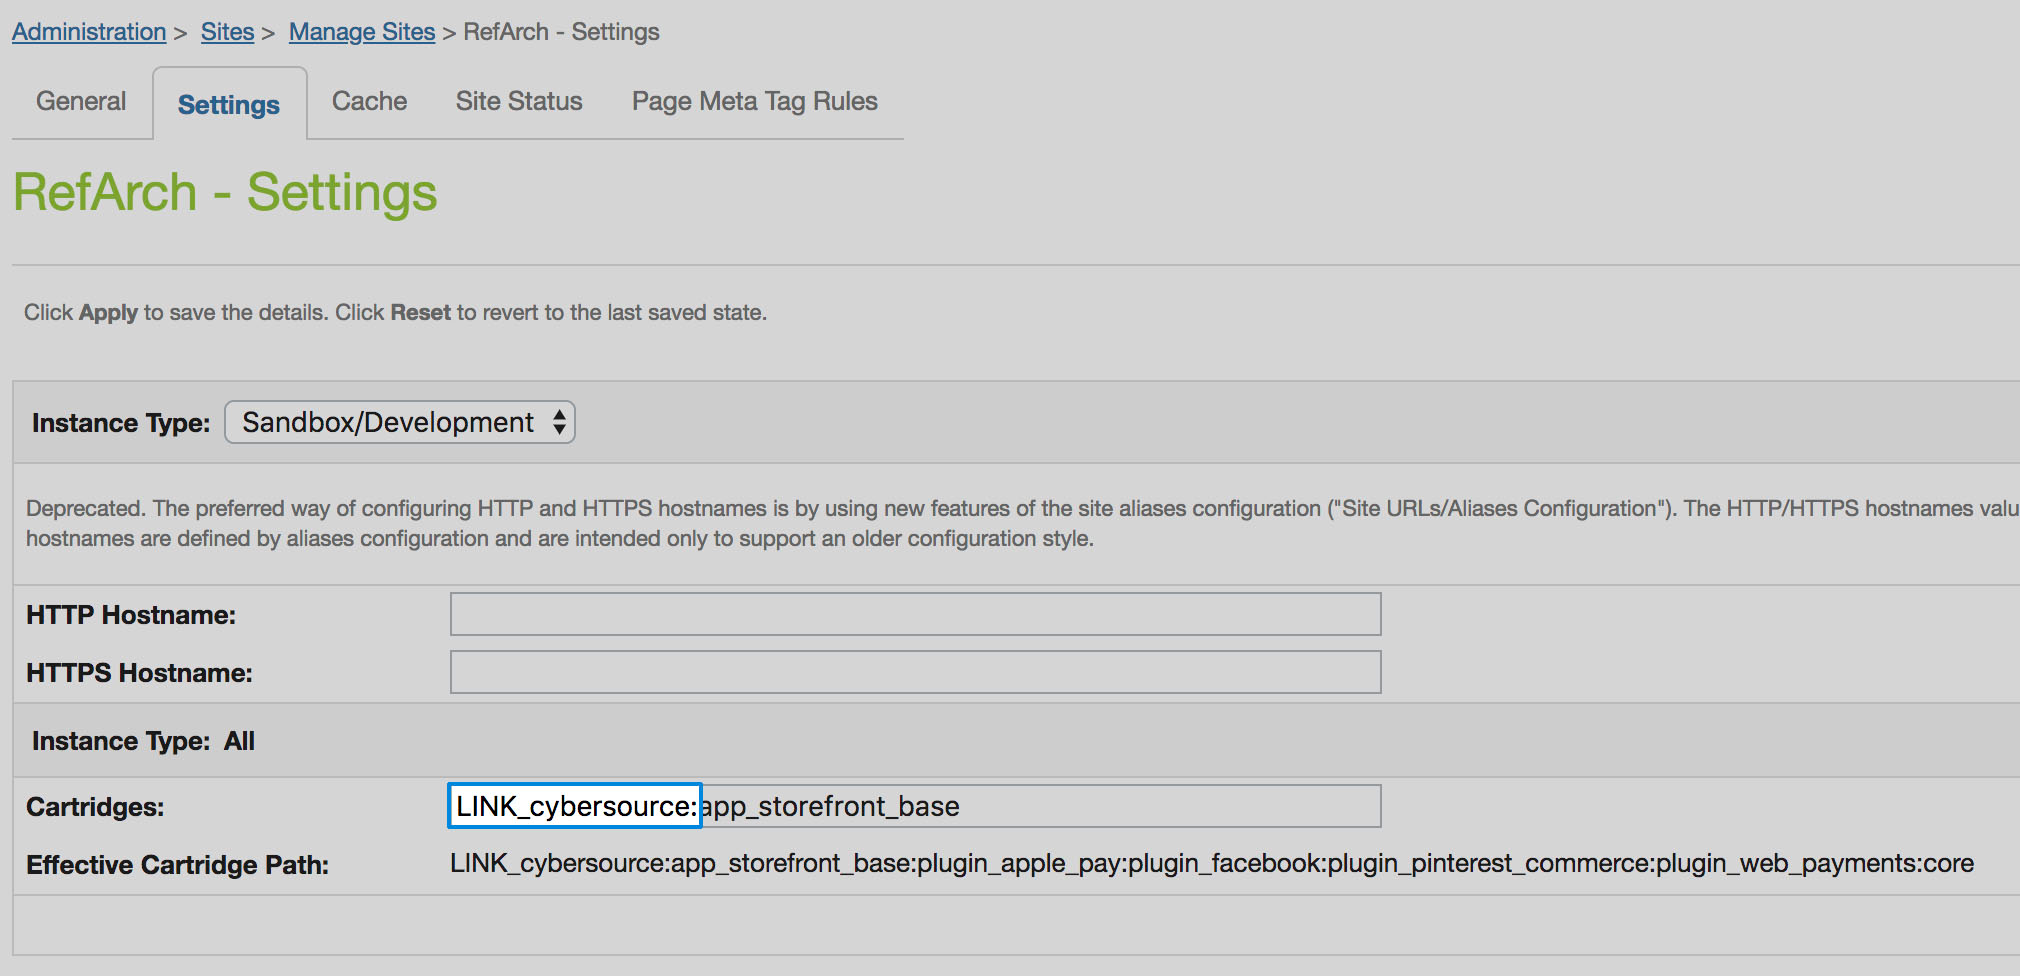 Administration > Sites > Manage Sites > RefArch - Settings
General Settings Cache Site Status Page Meta Tag Rules
RefArch - Settings
Click Apply to save the details. Click Reset to revert to the last saved state.
Instance Type: Sandbox/Development
Deprecated. The preferred way of configuring HTTP and HTTPS hostnames is by using new features of the site aliases configuration ("Site URLs/Aliases Configuration"). The HTTP/HTTPS hostnames valu
hostnames are defined by aliases configuration and are intended only to support an older configuration style.
HTTP Hostname:
HTTPS Hostname:
Instance Type: All
Cartridges: LINK_cybersource:app_storefront_base
Effective Cartridge Path: LINK_cybersource:app_storefront_base:plugin_apple_pay:plugin_facebook:plugin_pinterest_commerce:plugin_web_payments:core